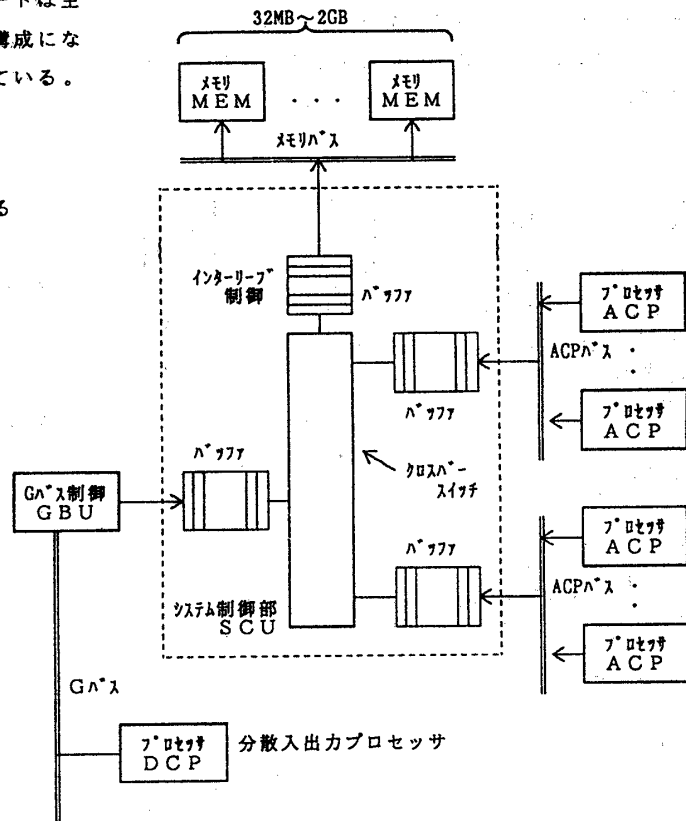 ートは主
構成にな
ている。
る
32MB～2GB
メモリ
MEM
・・・
メモリ
MEM
メモリバス
インターリーブ
制御
バッファ
プロセッサ
ACP
ACPバス
プロセッサ
ACP
バッファ
クロスバー
スイッチ
バッファ
Gバス制御
GBU
バッファ
プロセッサ
ACP
ACPバス
プロセッサ
ACP
システム制御部
SCU
Gバス
プロセッサ
DCP
分散入出力プロセッサ